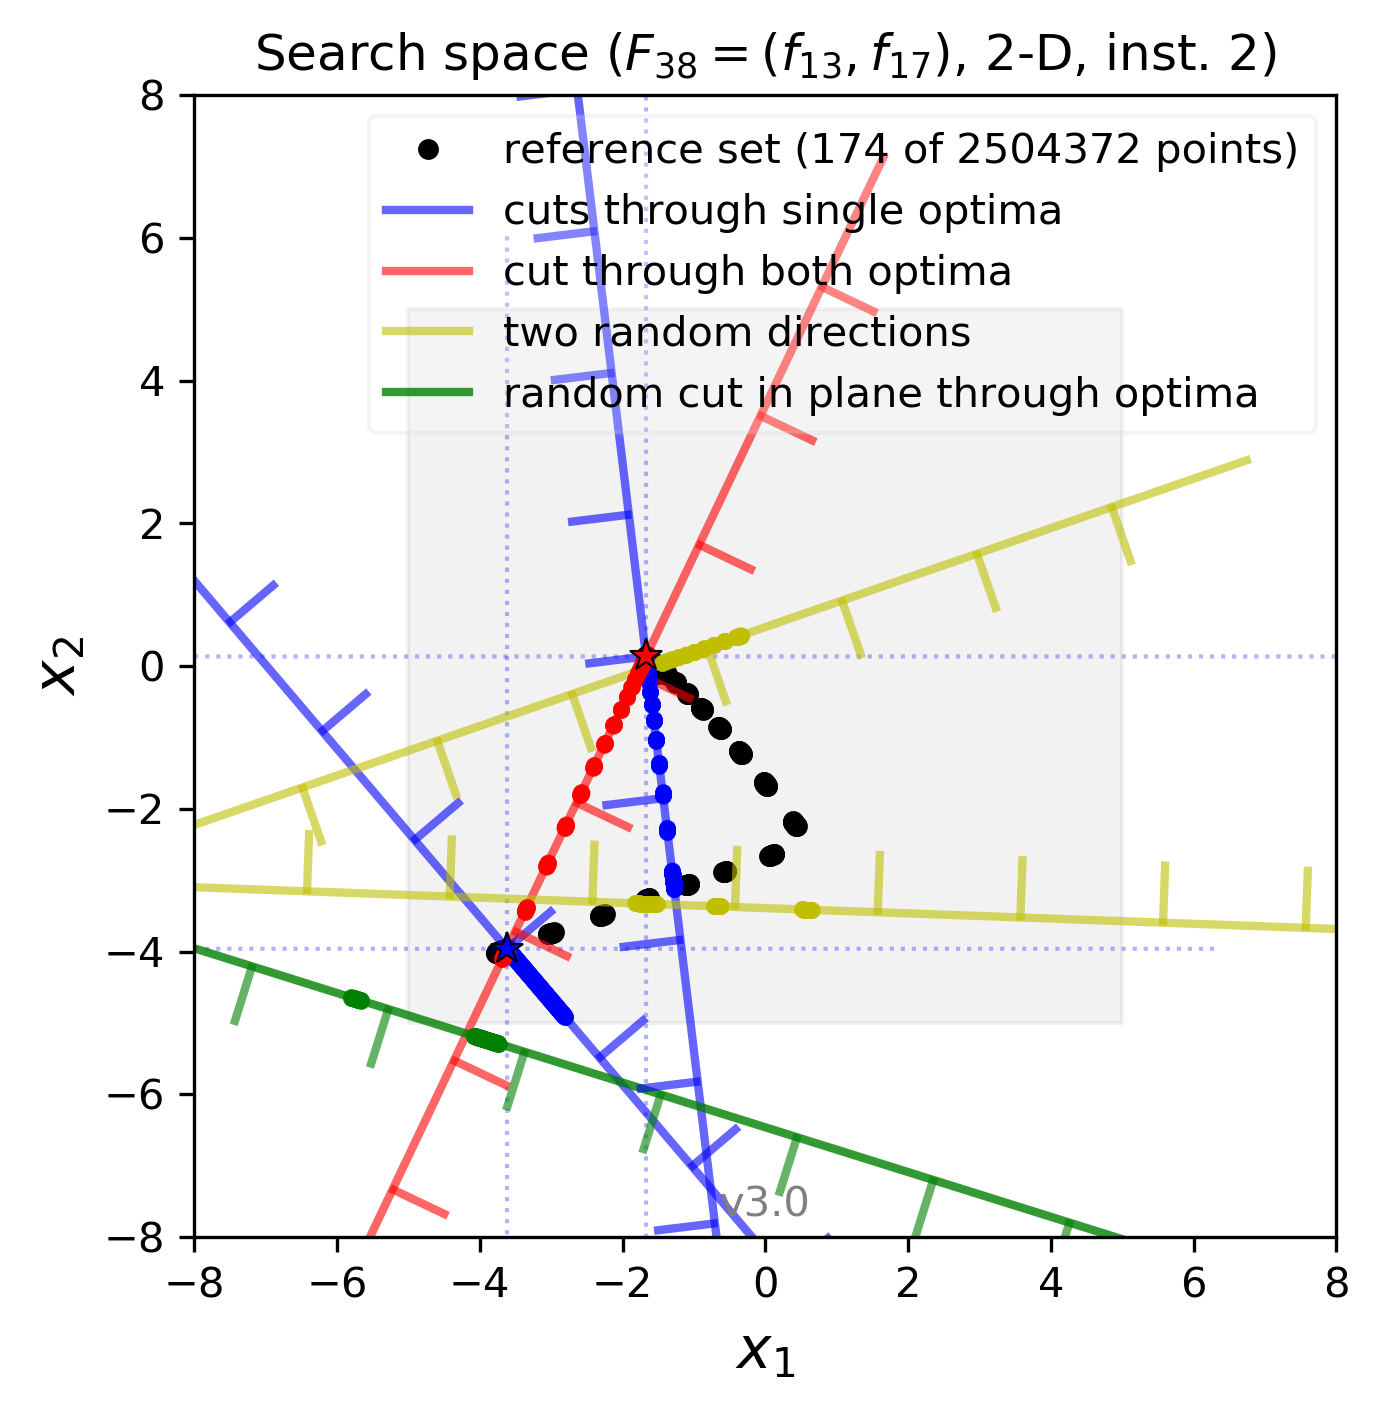 Search space (F₃₈ = (f₁₃, f₁₇), 2-D, inst. 2)
reference set (174 of 2504372 points)
cuts through single optima
cut through both optima
two random directions
random cut in plane through optima
8
6
4
2
0
−2
−4
−6
−8
x₂
v3.0
−8 −6 −4 −2 0 2 4 6 8
x₁